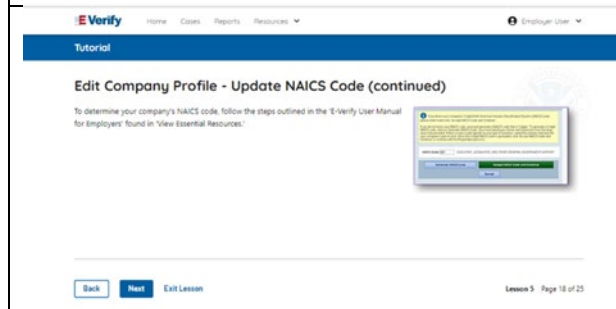 E-Verify Home Cases Reports Resources Employer User
Tutorial
Edit Company Profile - Update NAICS Code (continued)
To determine your company's NAICS code, follow the steps outlined in the 'E-Verify User Manual
for Employers' found in 'View Essential Resources.'
Back Next Exit Lesson Lesson 5 Page 18 of 25